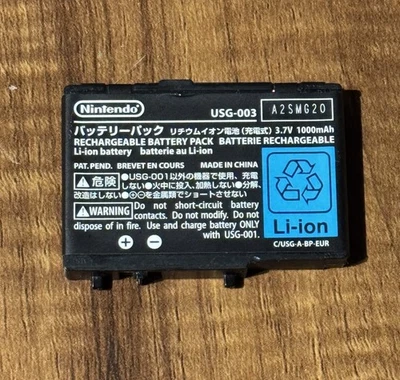 Nintendo
USG-003 A2SMG20
バッテリーパック リチウムイオン電池(充電式) 3.7V 1000mAh
RECHARGEABLE BATTERY PACK BATTERIE RECHARGEABLE
Li-ion battery batterie au Li-ion
PAT. PEND. BREVET EN COURS MADE IN CHINA
⚠危険 ●USG-001以外の機器で使用、充電
しない●火中に投入、加熱しない●分解、
改造はしない●⊕⊖を金属類でショートさせない
⚠WARNING Do not short-circuit battery
contacts. Do not modify. Do not
dispose of in fire. Use and charge battery ONLY
with USG-001.
⊕ ⊖
Li-ion
C/USG-A-BP-EUR